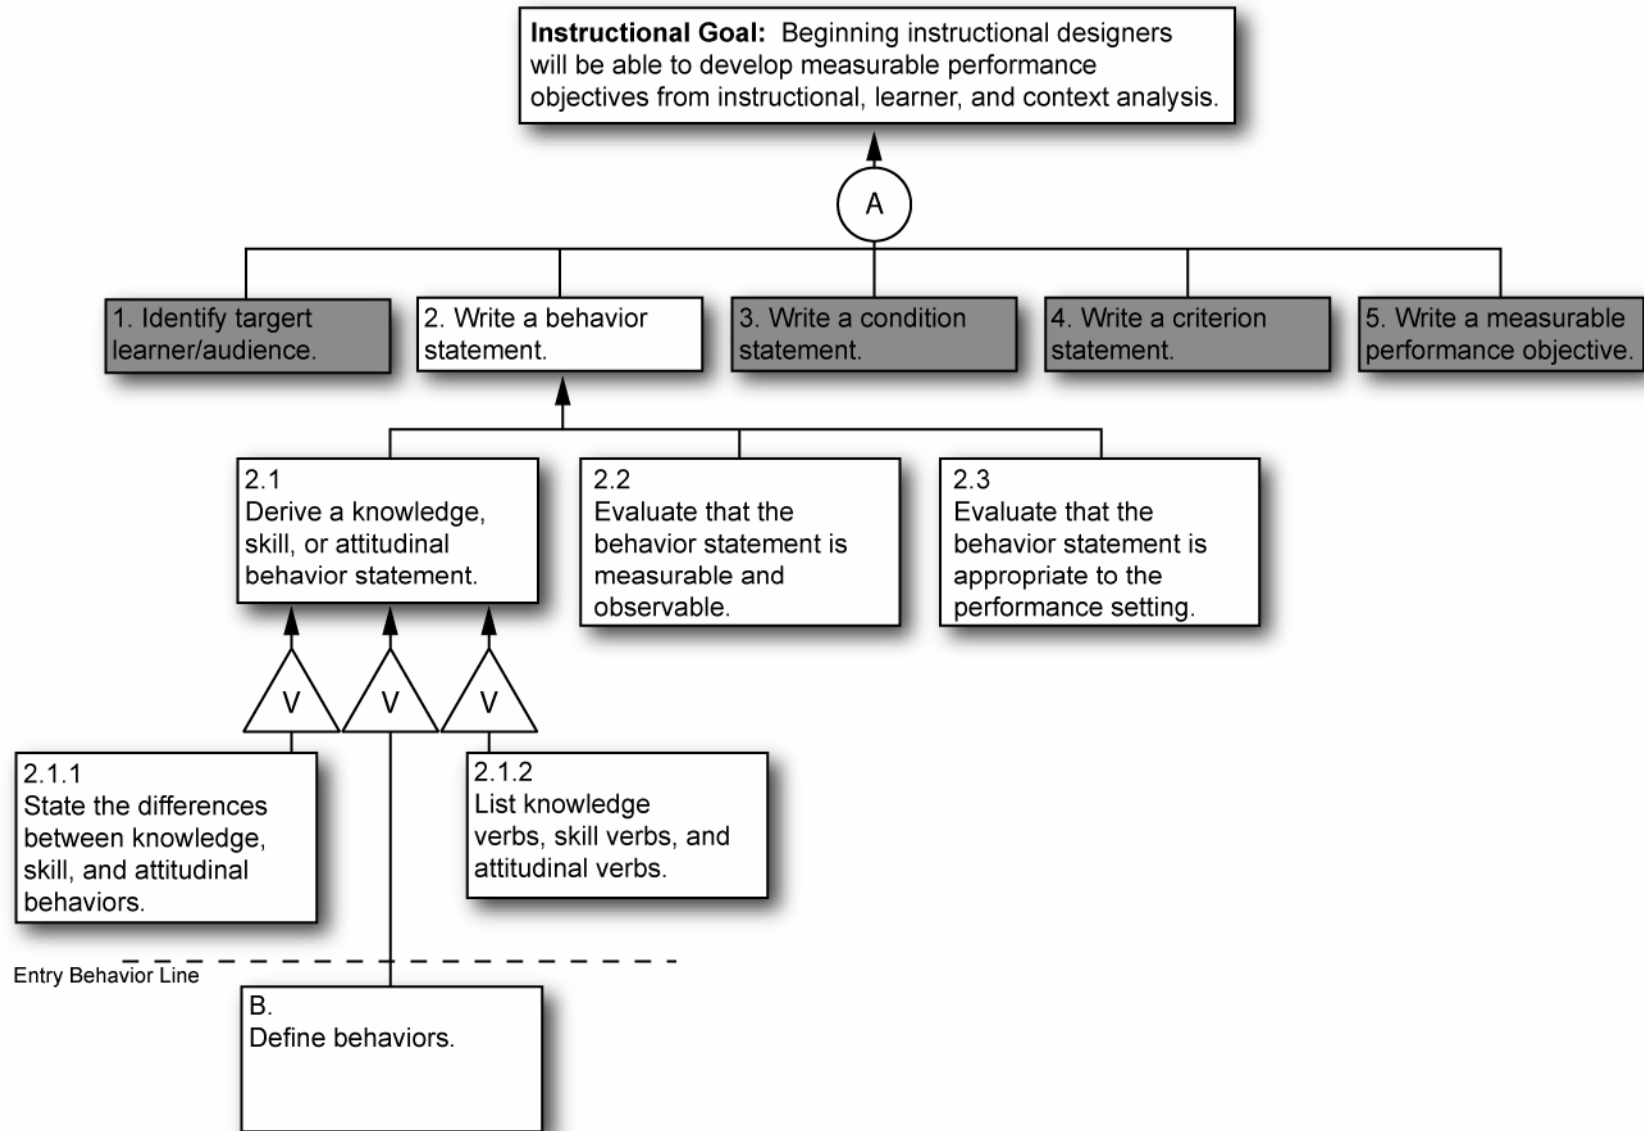 Instructional Goal: Beginning instructional designers
will be able to develop measurable performance
objectives from instructional, learner, and context analysis.
A
1. Identify targert
learner/audience.
2. Write a behavior
statement.
3. Write a condition
statement.
4. Write a criterion
statement.
5. Write a measurable
performance objective.
2.1
Derive a knowledge,
skill, or attitudinal
behavior statement.
2.2
Evaluate that the
behavior statement is
measurable and
observable.
2.3
Evaluate that the
behavior statement is
appropriate to the
performance setting.
V
V
V
2.1.1
State the differences
between knowledge,
skill, and attitudinal
behaviors.
2.1.2
List knowledge
verbs, skill verbs, and
attitudinal verbs.
Entry Behavior Line
B.
Define behaviors.